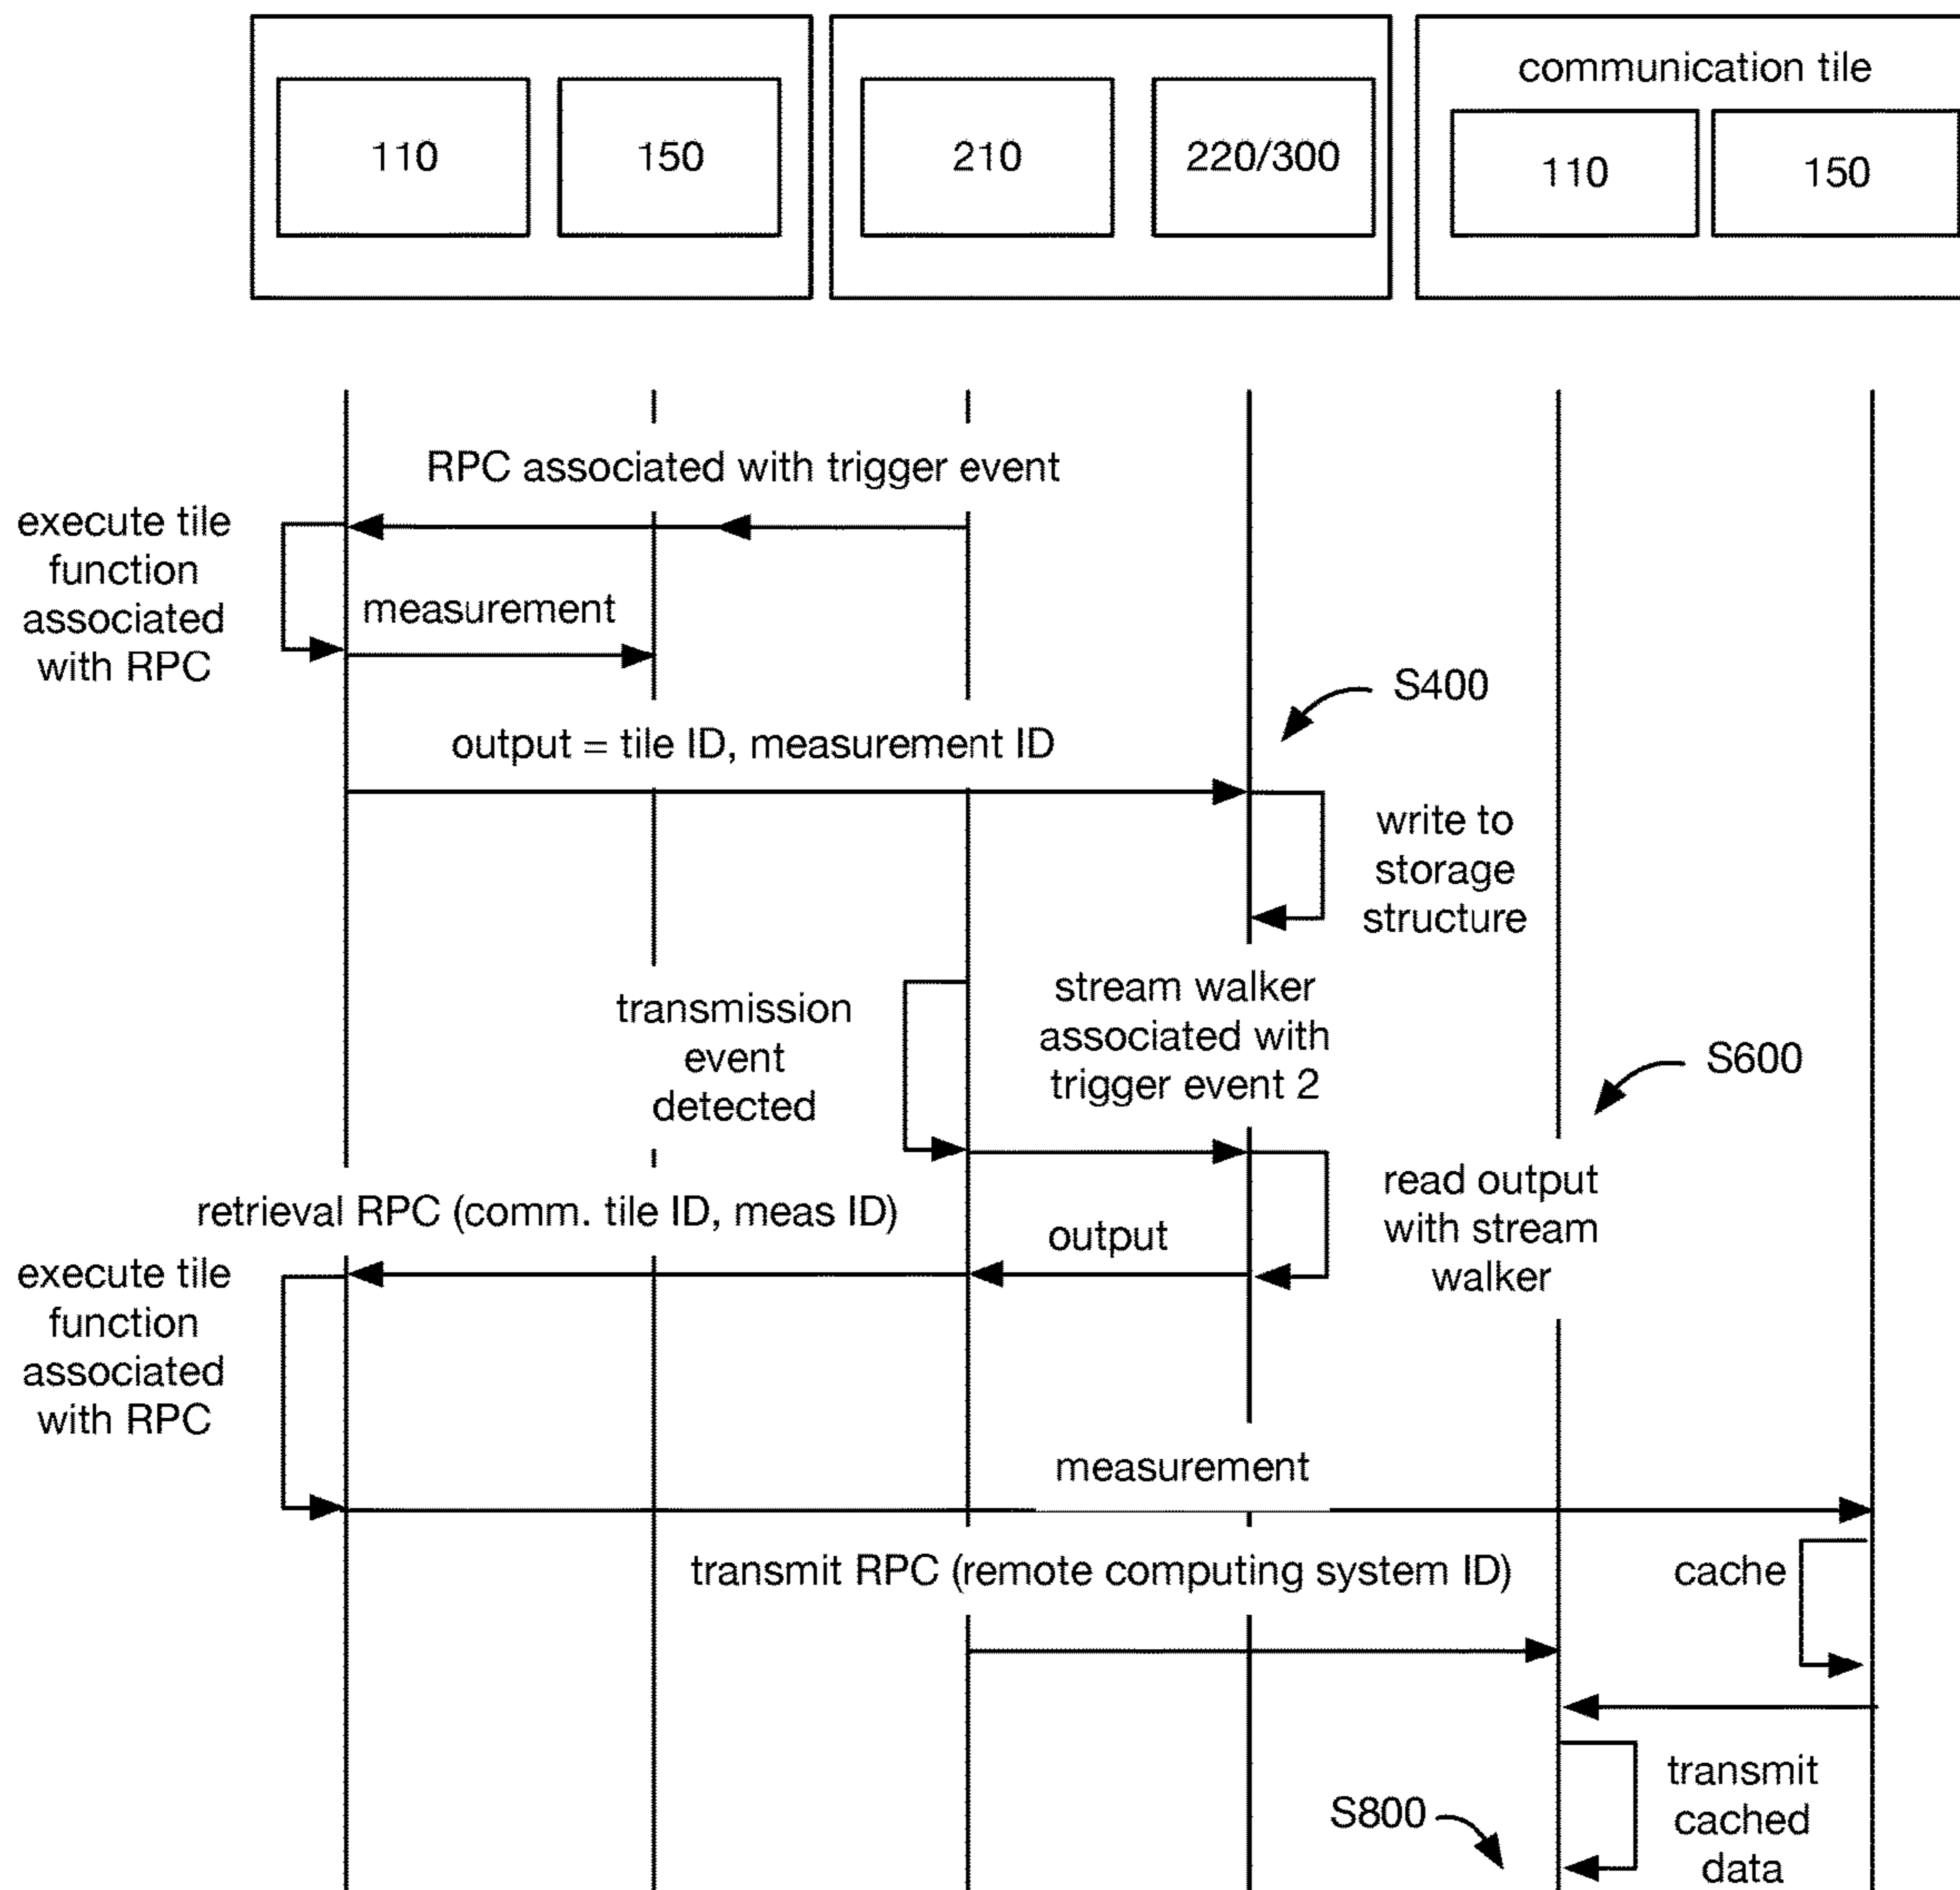 communication tile
110
150
210
220/300
110
150
RPC associated with trigger event
execute tile
function
associated
with RPC
measurement
S400
output = tile ID, measurement ID
write to
storage
structure
transmission
event
detected
stream walker
associated with
trigger event 2
S600
retrieval RPC (comm. tile ID, meas ID)
output
read output
with stream
walker
execute tile
function
associated
with RPC
measurement
transmit RPC (remote computing system ID)
cache
S800
transmit
cached
data